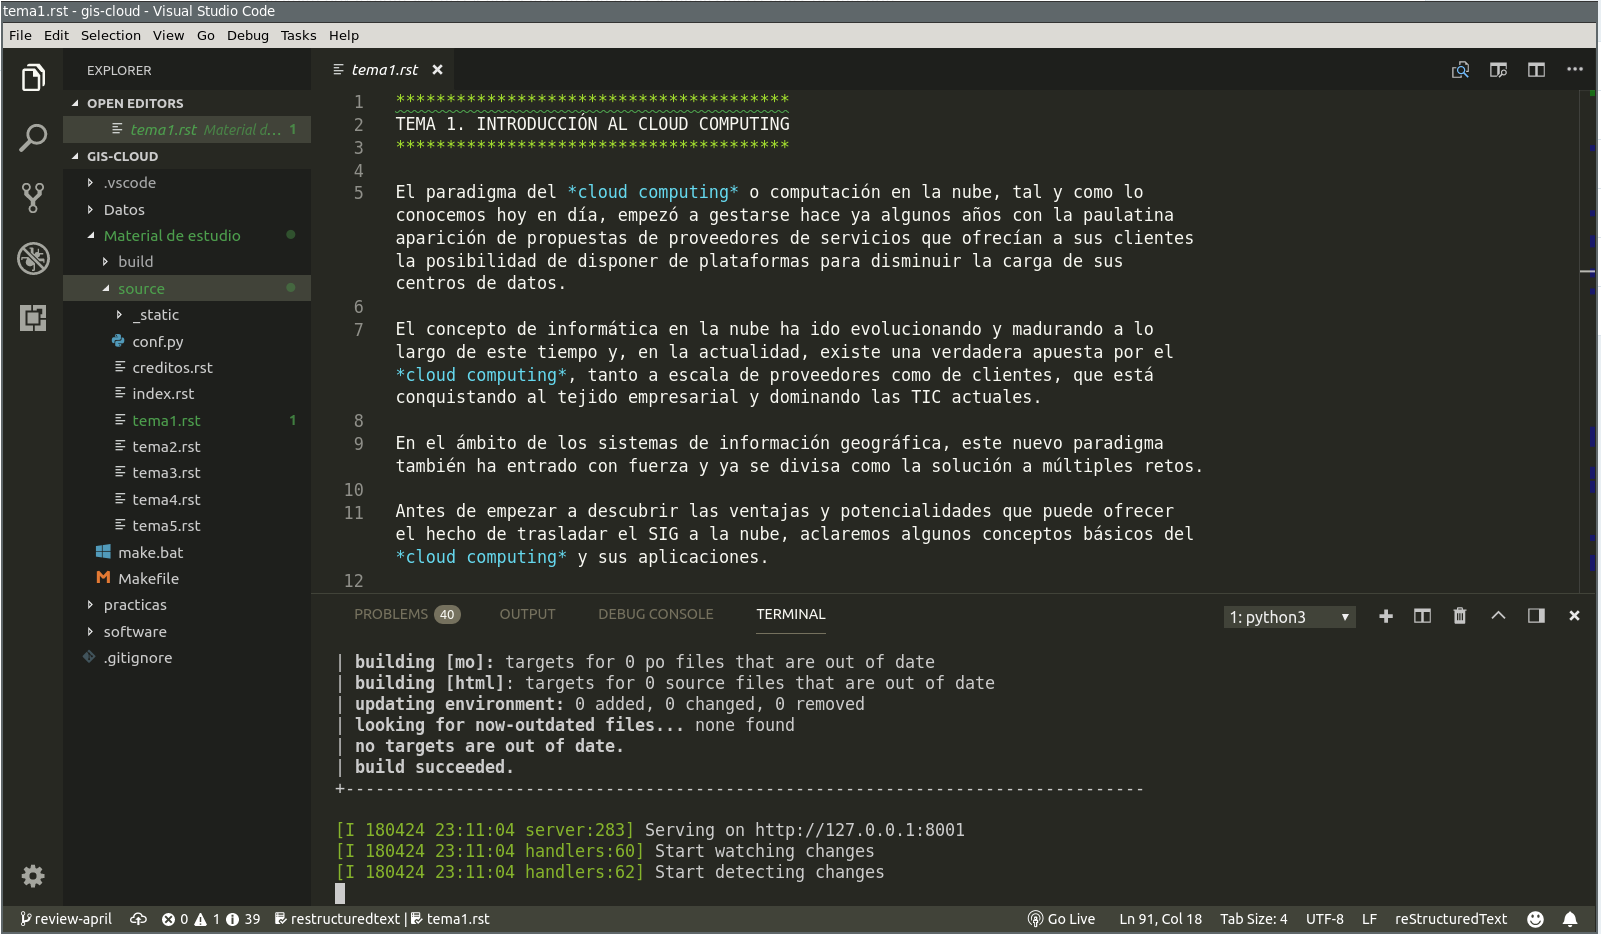 tema1.rst - gis-cloud - Visual Studio Code
File Edit Selection View Go Debug Tasks Help
EXPLORER
OPEN EDITORS
tema1.rst Material d... 1
GIS-CLOUD
.vscode
Datos
Material de estudio
build
source
_static
conf.py
creditos.rst
index.rst
tema1.rst 1
tema2.rst
tema3.rst
tema4.rst
tema5.rst
make.bat
Makefile
practicas
software
.gitignore
tema1.rst
1 ***************************************
2 TEMA 1. INTRODUCCIÓN AL CLOUD COMPUTING
3 ***************************************
4
5 El paradigma del *cloud computing* o computación en la nube, tal y como lo
conocemos hoy en día, empezó a gestarse hace ya algunos años con la paulatina
aparición de propuestas de proveedores de servicios que ofrecían a sus clientes
la posibilidad de disponer de plataformas para disminuir la carga de sus
centros de datos.
6
7 El concepto de informática en la nube ha ido evolucionando y madurando a lo
largo de este tiempo y, en la actualidad, existe una verdadera apuesta por el
*cloud computing*, tanto a escala de proveedores como de clientes, que está
conquistando al tejido empresarial y dominando las TIC actuales.
8
9 En el ámbito de los sistemas de información geográfica, este nuevo paradigma
también ha entrado con fuerza y ya se divisa como la solución a múltiples retos.
10
11 Antes de empezar a descubrir las ventajas y potencialidades que puede ofrecer
el hecho de trasladar el SIG a la nube, aclaremos algunos conceptos básicos del
*cloud computing* y sus aplicaciones.
12
PROBLEMS 40 OUTPUT DEBUG CONSOLE TERMINAL 1: python3
| building [mo]: targets for 0 po files that are out of date
| building [html]: targets for 0 source files that are out of date
| updating environment: 0 added, 0 changed, 0 removed
| looking for now-outdated files... none found
| no targets are out of date.
| build succeeded.
+--------------------------------------------------------------------------------
[I 180424 23:11:04 server:283] Serving on http://127.0.0.1:8001
[I 180424 23:11:04 handlers:60] Start watching changes
[I 180424 23:11:04 handlers:62] Start detecting changes
review-april 0 1 39 restructuredtext | tema1.rst Go Live Ln 91, Col 18 Tab Size: 4 UTF-8 LF reStructuredText